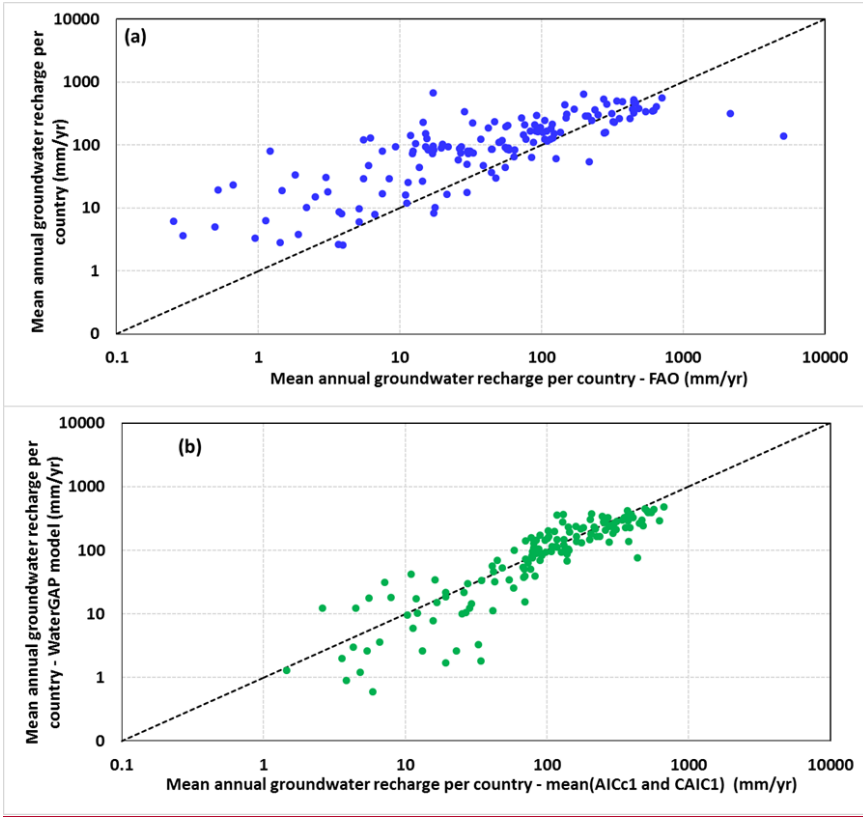 (a)
Mean annual groundwater recharge per
country (mm/yr)
10000
1000
100
10
1
0
0.1 1 10 100 1000 10000
Mean annual groundwater recharge per country - FAO (mm/yr)
(b)
Mean annual groundwater recharge per
country - WaterGAP model (mm/yr)
10000
1000
100
10
1
0
0.1 1 10 100 1000 10000
Mean annual groundwater recharge per country - mean(AICc1 and CAIC1) (mm/yr)